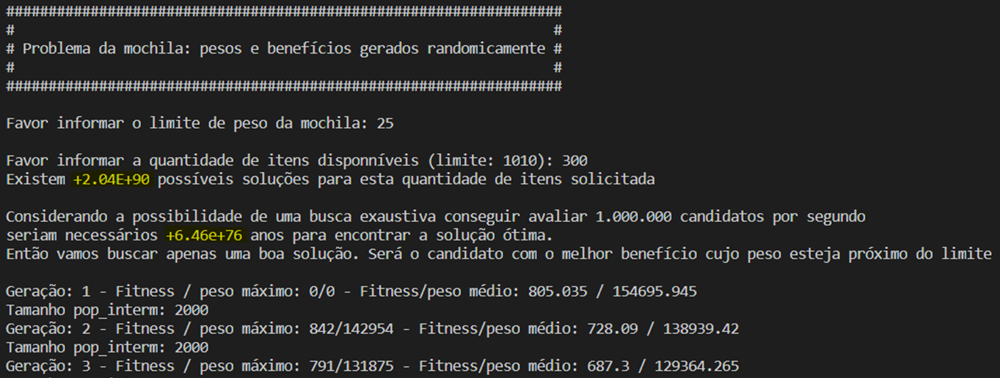 #################################################################
#                                                               #
# Problema da mochila: pesos e benefícios gerados randomicamente #
#                                                               #
#################################################################
Favor informar o limite de peso da mochila: 25
Favor informar a quantidade de itens disponníveis (limite: 1010): 300
Existem +2.04E+90 possíveis soluções para esta quantidade de itens solicitada
Considerando a possibilidade de uma busca exaustiva conseguir avaliar 1.000.000 candidatos por segundo
seriam necessários +6.46e+76 anos para encontrar a solução ótima.
Então vamos buscar apenas uma boa solução. Será o candidato com o melhor benefício cujo peso esteja próximo do limite
Geração: 1 - Fitness / peso máximo: 0/0 - Fitness/peso médio: 805.035 / 154695.945
Tamanho pop_interm: 2000
Geração: 2 - Fitness / peso máximo: 842/142954 - Fitness/peso médio: 728.09 / 138939.42
Tamanho pop_interm: 2000
Geração: 3 - Fitness / peso máximo: 791/131875 - Fitness/peso médio: 687.3 / 129364.265